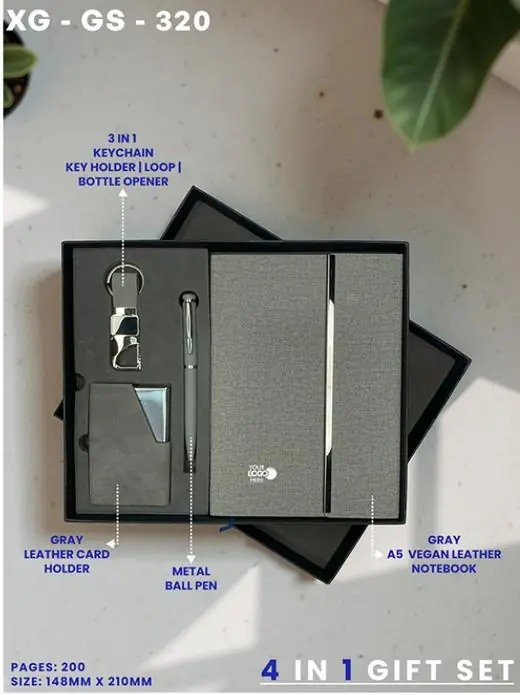 XG - GS - 320
3 IN 1
KEYCHAIN
KEY HOLDER | LOOP |
BOTTLE OPENER
YOUR
LOGO
HERE
GRAY
LEATHER CARD
HOLDER
METAL
BALL PEN
GRAY
A5 VEGAN LEATHER
NOTEBOOK
PAGES: 200
SIZE: 148MM X 210MM
4 IN 1 GIFT SET